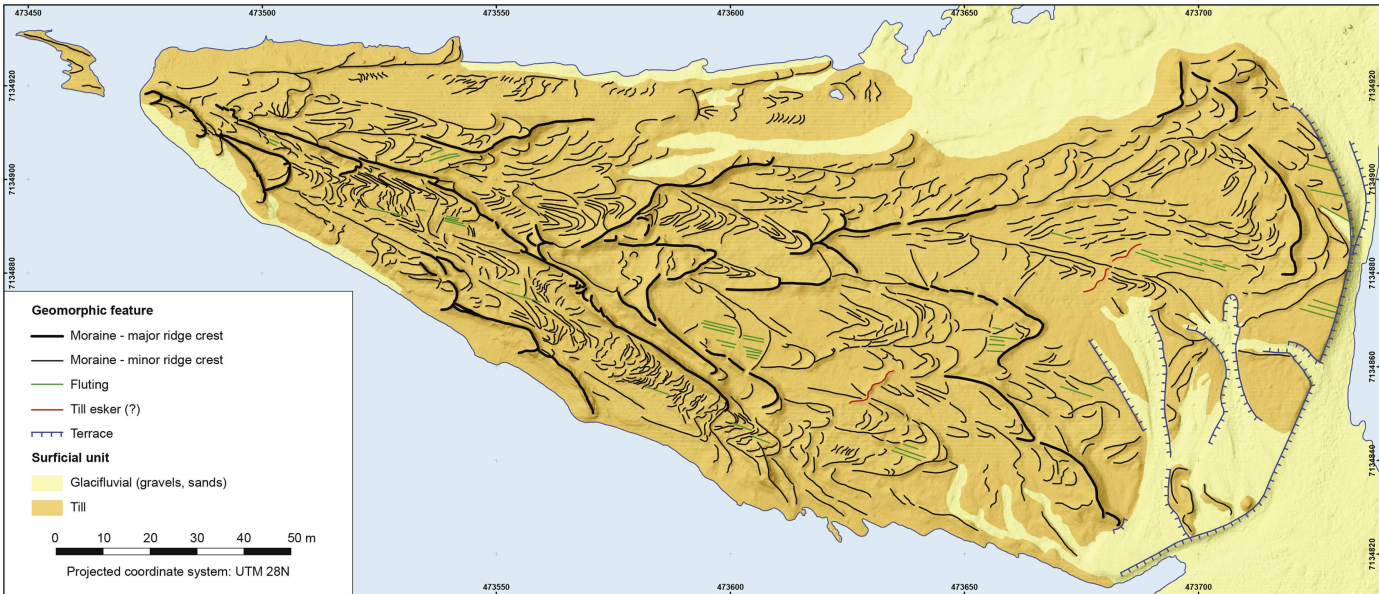 473450 473500 473550 473600 473650 473700
7134920 7134920
7134900 7134900
7134880 7134880
7134860
7134840
7134820
Geomorphic feature
Moraine - major ridge crest
Moraine - minor ridge crest
Fluting
Till esker (?)
Terrace
Surficial unit
Glacifluvial (gravels, sands)
Till
0 10 20 30 40 50 m
Projected coordinate system: UTM 28N
473550 473600 473650 473700